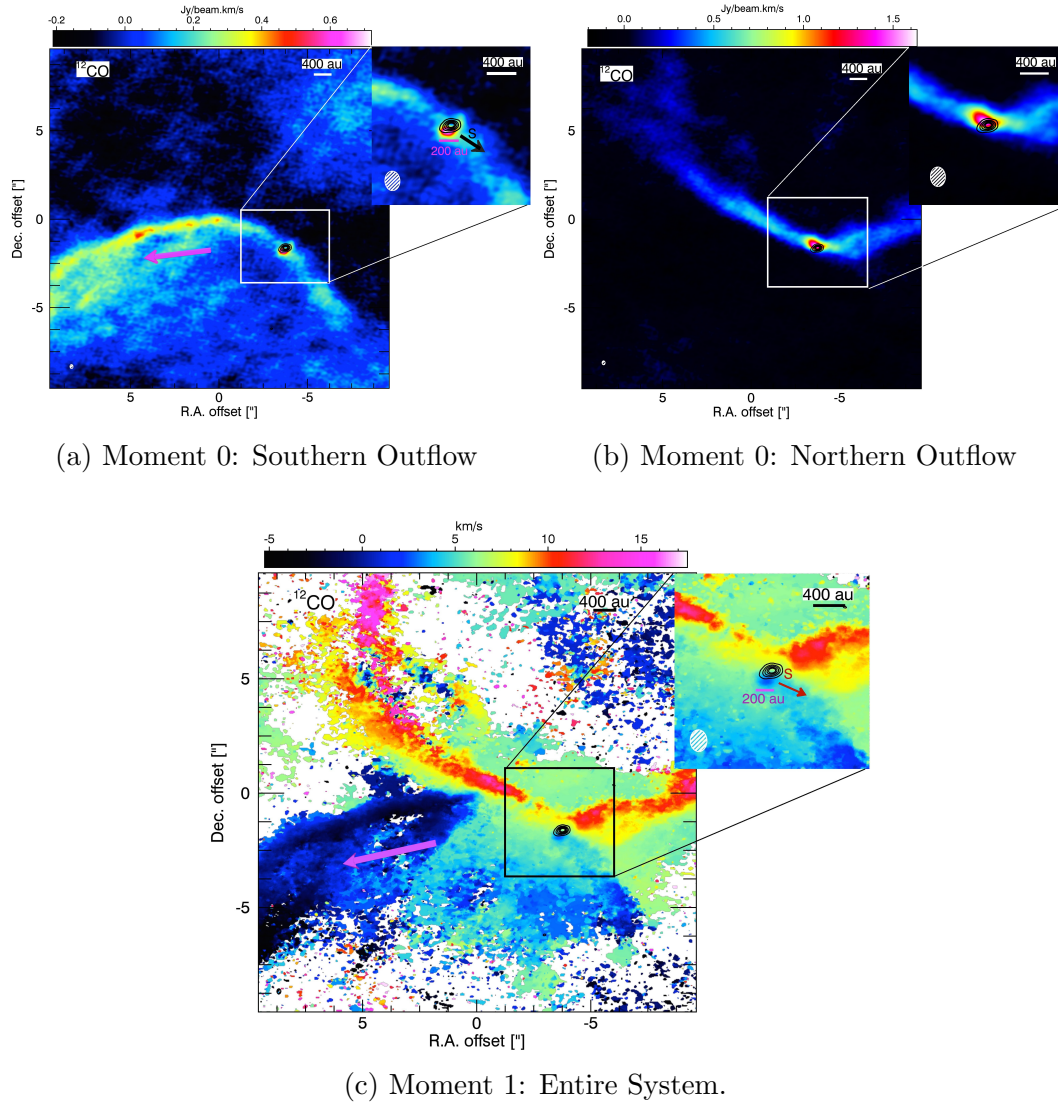 Jy/beam.km/s
-0.2 0.0 0.2 0.4 0.6
¹²CO
400 au
400 au
S
200 au
5
0
-5
Dec. offset ["]
5 0 -5
R.A. offset ["]
(a) Moment 0: Southern Outflow
Jy/beam.km/s
0.0 0.5 1.0 1.5
¹²CO
400 au
400 au
5
0
-5
Dec. offset ["]
5 0 -5
R.A. offset ["]
(b) Moment 0: Northern Outflow
km/s
-5 0 5 10 15
¹²CO
400 au
400 au
S
200 au
5
0
-5
Dec. offset ["]
5 0 -5
R.A. offset ["]
(c) Moment 1: Entire System.